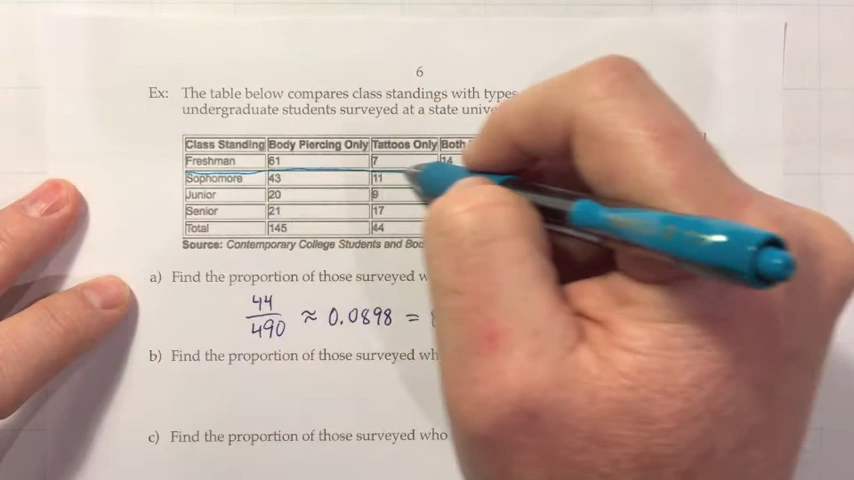 6
Ex: The table below compares class standings with types
undergraduate students surveyed at a state
Class Standing Body Piercing Only Tattoos Only Both
Freshman 61 7 14
Sophomore 43 11
Junior 20 9
Senior 21 17
Total 145 44
Source: Contemporary College Students and
a) Find the proportion of those surveyed
44/490 ≈ 0.0898 =
b) Find the proportion of those surveyed
c) Find the proportion of those surveyed who